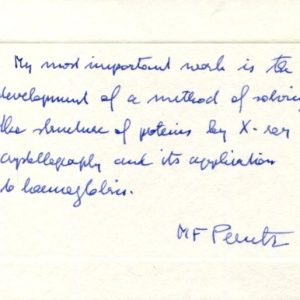 My most important work is the
development of a method of solving
the structure of proteins by X-ray
crystallography and its application
to haemoglobin.
MF Perutz